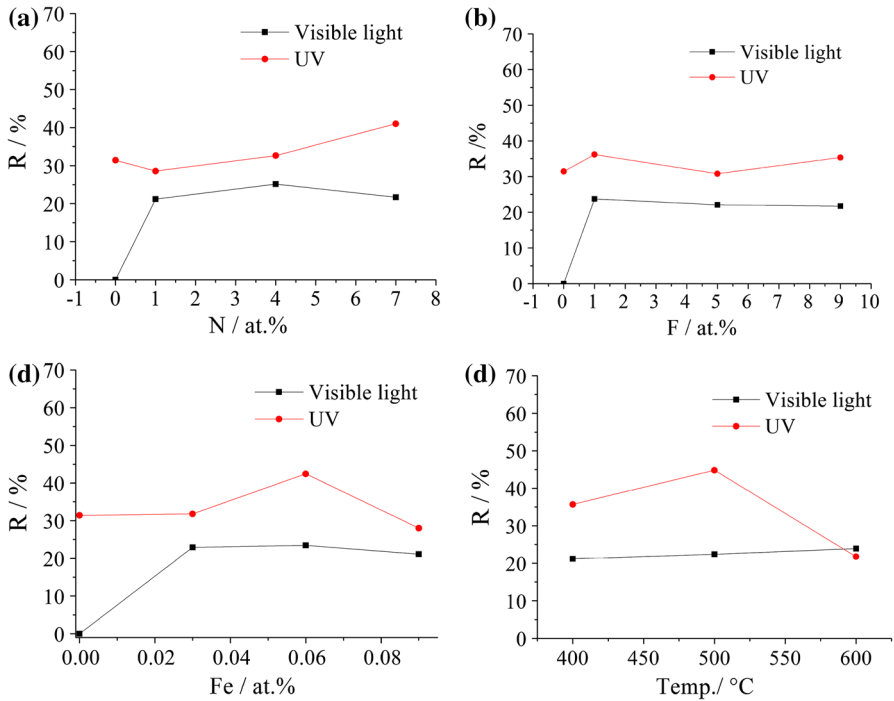 (a)
70
60
50
40
30
20
10
0
R / %
Visible light
UV
-1 0 1 2 3 4 5 6 7 8
N / at.%
(b)
70
60
50
40
30
20
10
0
R /%
Visible light
UV
-1 0 1 2 3 4 5 6 7 8 9 10
F / at.%
(d)
70
60
50
40
30
20
10
0
R / %
Visible light
UV
0.00 0.02 0.04 0.06 0.08
Fe / at.%
(d)
70
60
50
40
30
20
10
0
R / %
Visible light
UV
400 450 500 550 600
Temp./ °C